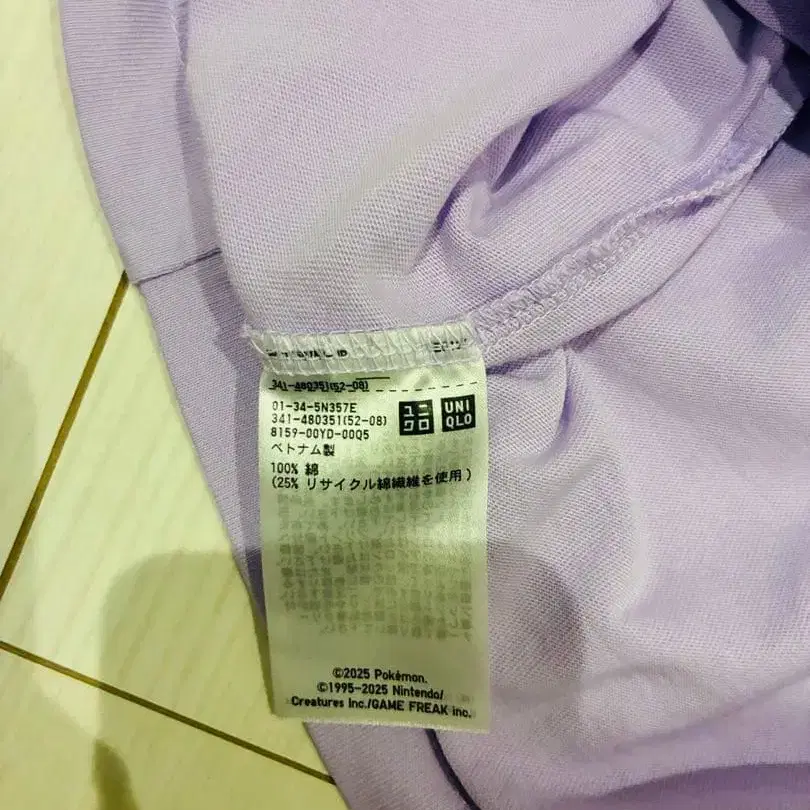 341-480351(52-08)
01-34-5N357E
341-480351(52-08)
8159-00YD-00Q5
ユニクロ UNIQLO
ベトナム製
100% 綿
(25% リサイクル綿繊維を使用)
©2025 Pokémon.
©1995-2025 Nintendo/
Creatures Inc./GAME FREAK inc.